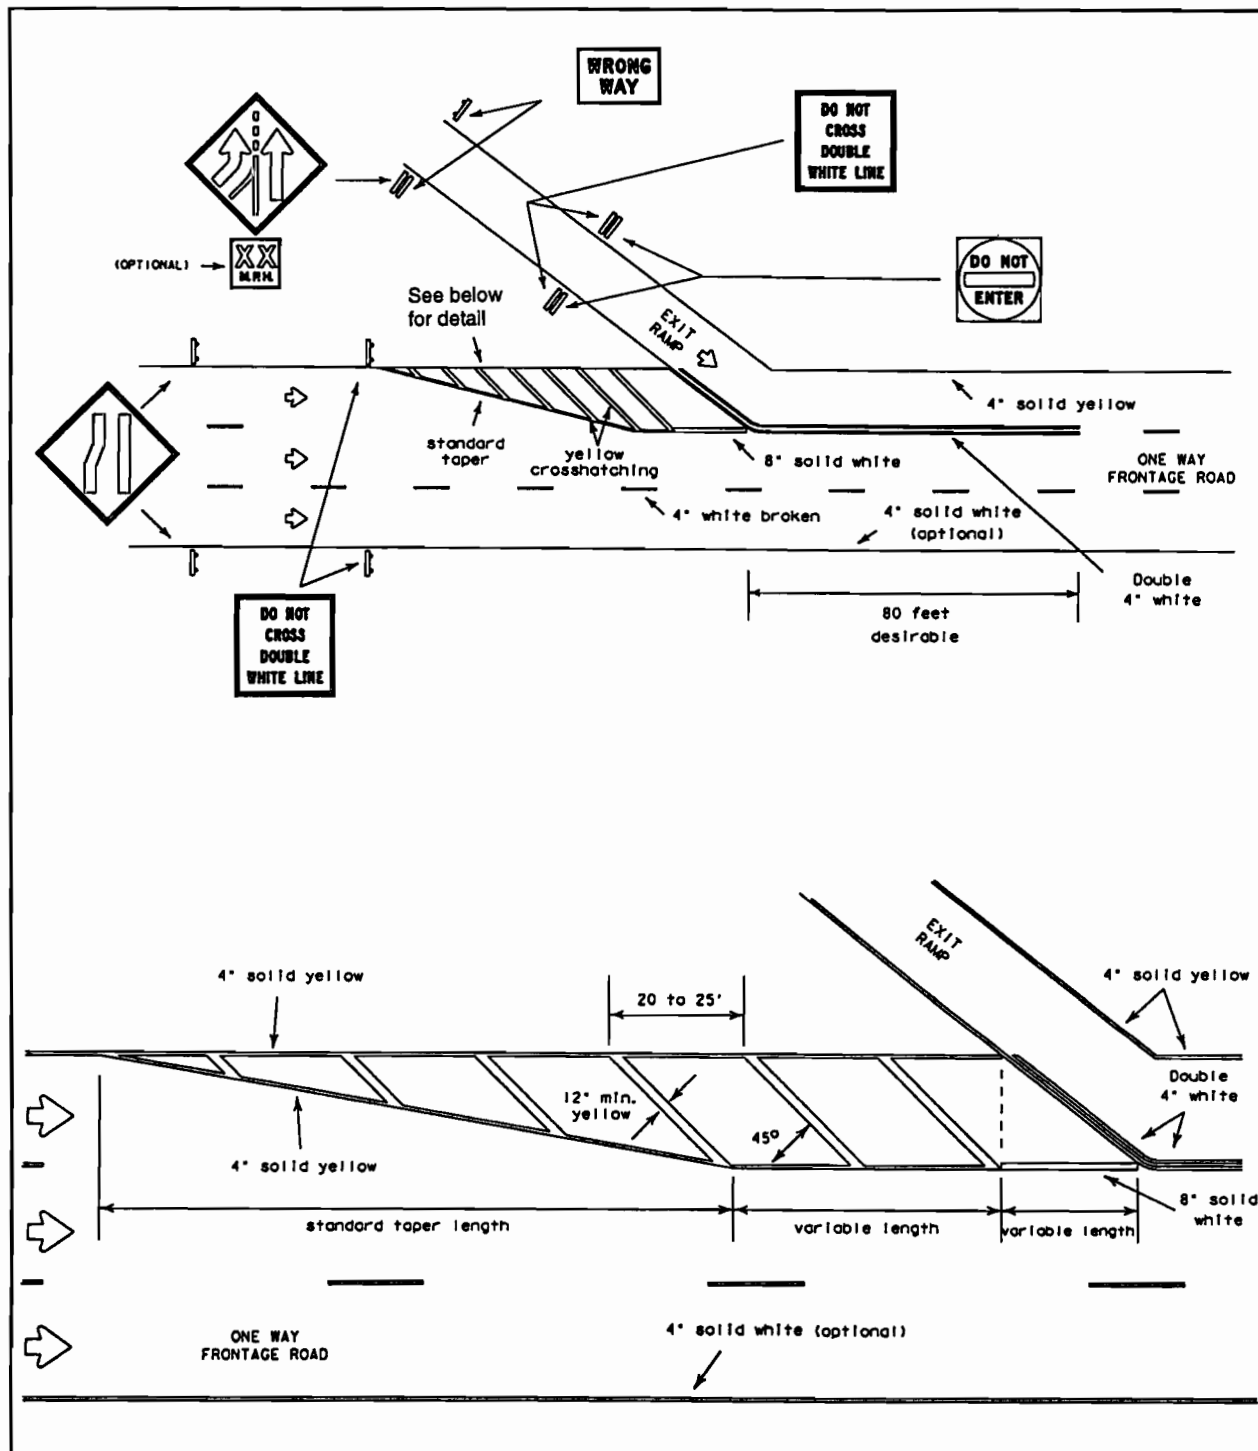 WRONG
WAY
DO NOT
CROSS
DOUBLE
WHITE LINE
(OPTIONAL)
XX
M.P.H.
DO NOT
ENTER
See below
for detail
EXIT
RAMP
4" solid yellow
standard
taper
yellow
crosshatching
8" solid white
ONE WAY
FRONTAGE ROAD
4" white broken
4" solid white
(optional)
Double
4" white
80 feet
desirable
DO NOT
CROSS
DOUBLE
WHITE LINE
EXIT
RAMP
4" solid yellow
20 to 25'
4" solid yellow
12" min.
yellow
45°
Double
4" white
4" solid yellow
8" solid
white
standard taper length
variable length
variable length
4" solid white (optional)
ONE WAY
FRONTAGE ROAD